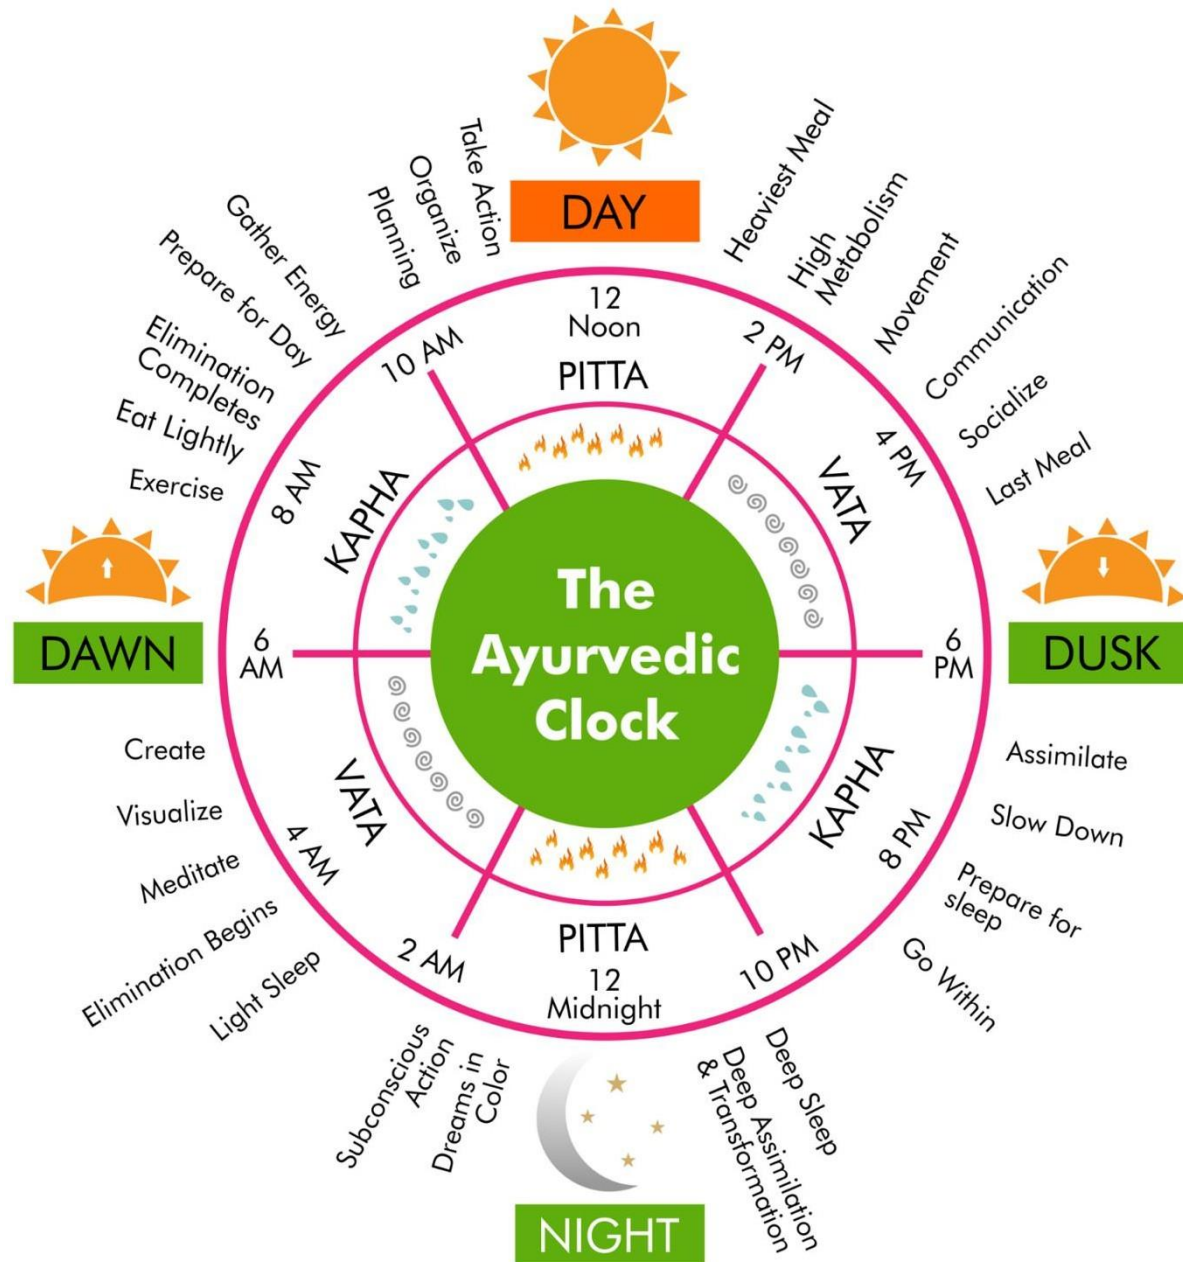 DAY
Take Action
Organize
Planning
Gather Energy
Prepare for Day
Elimination
Completes
Eat Lightly
Exercise
Heaviest Meal
High
Metabolism
Movement
Communication
Socialize
Last Meal
12
Noon
PITTA
10 AM
2 PM
KAPHA
8 AM
VATA
4 PM
The
Ayurvedic
Clock
DAWN
6
AM
6
PM
DUSK
VATA
4 AM
KAPHA
8 PM
2 AM
PITTA
12
Midnight
10 PM
Create
Visualize
Meditate
Elimination Begins
Light Sleep
Assimilate
Slow Down
Prepare for
sleep
Go Within
Subconscious
Action
Dreams in
Color
Deep Sleep
Deep Assimilation
& Transformation
NIGHT